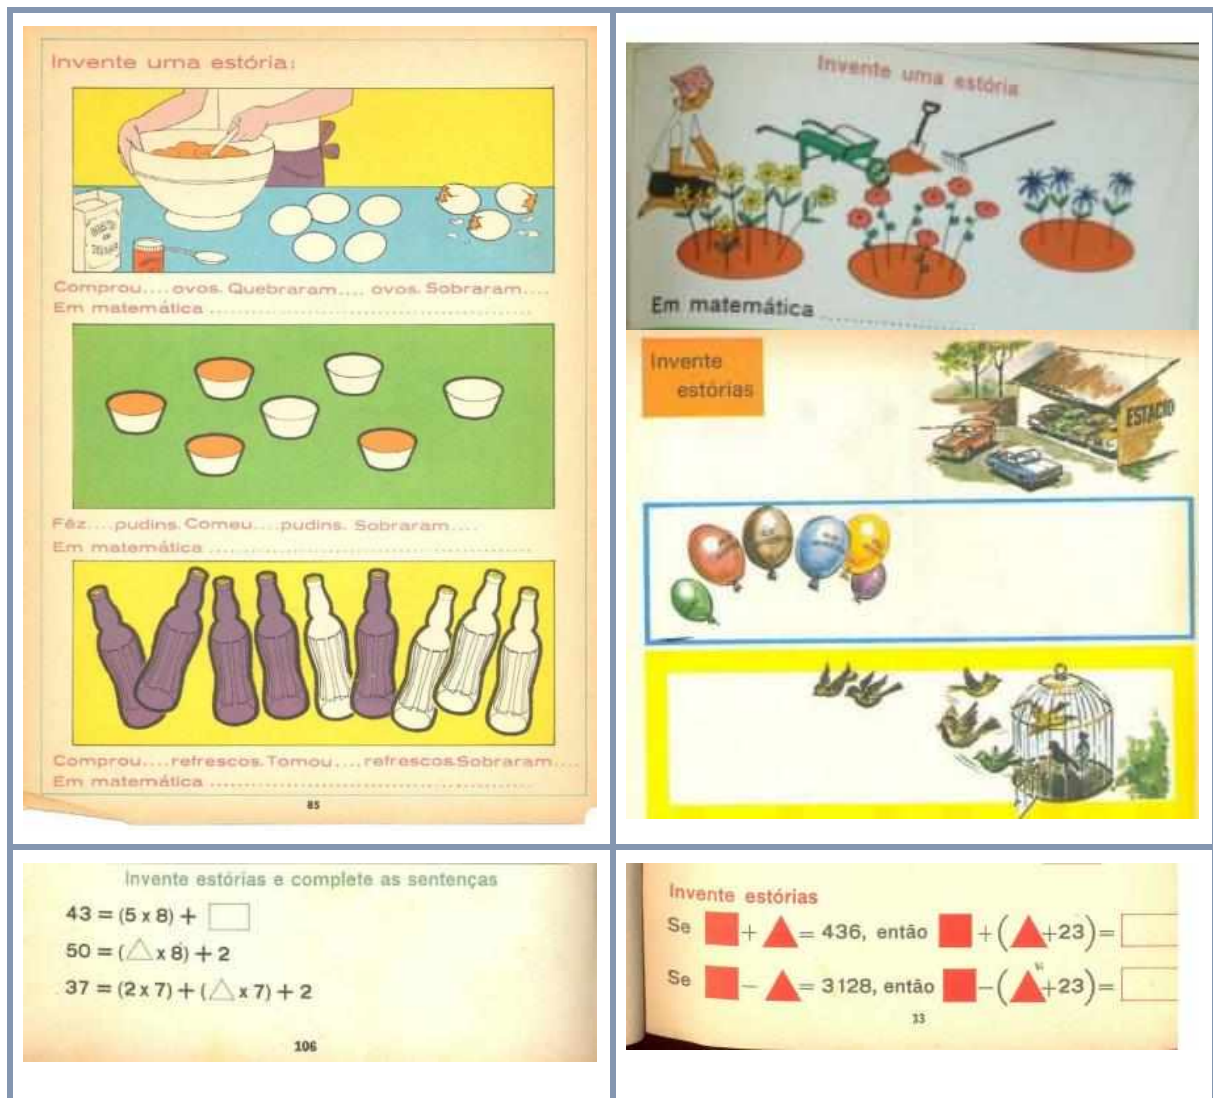 Invente uma estória:
Comprou.... ovos. Quebraram.... ovos. Sobraram....
Em matemática ........................................
Fêz....pudins. Comeu....pudins. Sobraram....
Em matemática ........................................
Comprou....refrescos. Tomou....refrescos. Sobraram....
Em matemática ........................................
85
Invente uma estória
Em matemática ....................
Invente
estórias
ESTACIO
Invente estórias e complete as sentenças
43 = (5 x 8) + □
50 = (△ x 8) + 2
37 = (2 x 7) + (△ x 7) + 2
106
Invente estórias
Se ■ + ▲ = 436, então ■ + (▲+23) = □
Se ■ − ▲ = 3128, então ■ − (▲+23) = □
33